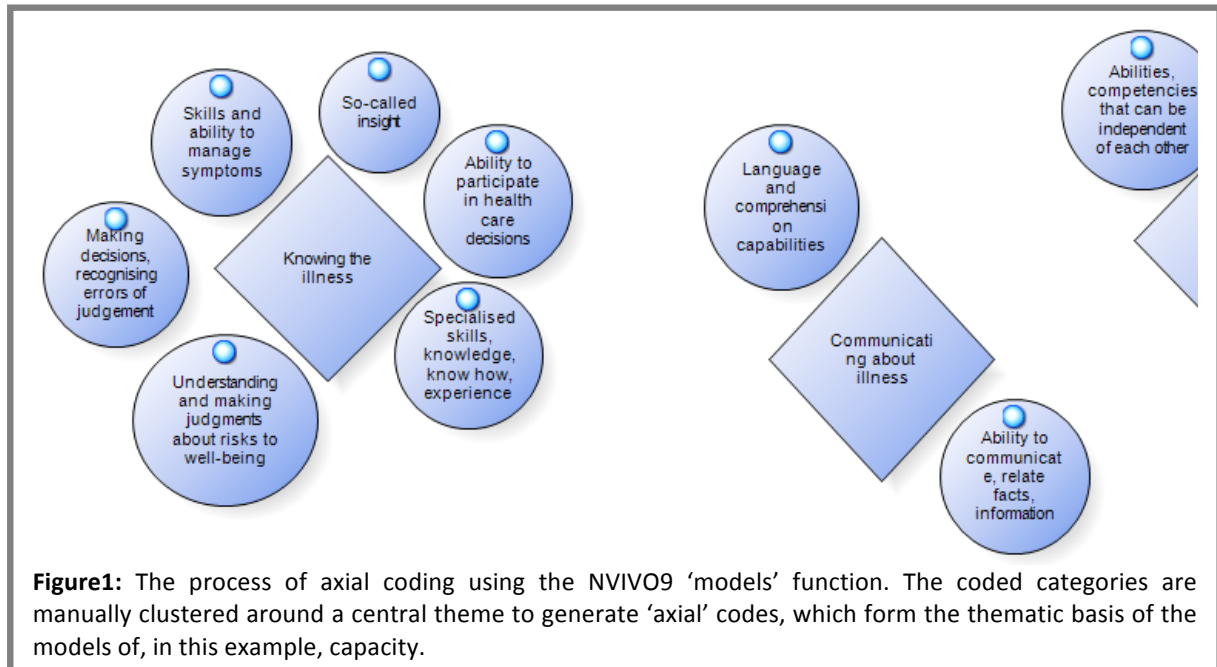 So-called
insight
Skills and
ability to
manage
symptoms
Ability to
participate
in health
care
decisions
Making
decisions,
recognising
errors of
judgement
Knowing the
illness
Specialised
skills,
knowledge,
know how,
experience
Understanding
and making
judgments
about risks to
well-being
Abilities,
competencies
that can be
independent
of each other
Language
and
comprehensi
on
capabilities
Communicati
ng about
illness
Ability to
communicat
e, relate
facts,
information
Figure1: The process of axial coding using the NVIVO9 ‘models’ function. The coded categories are
manually clustered around a central theme to generate ‘axial’ codes, which form the thematic basis of the
models of, in this example, capacity.